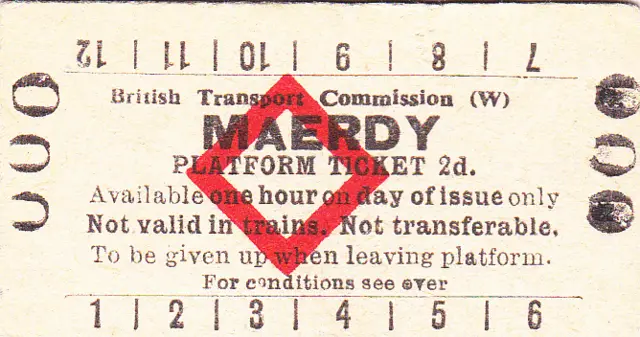 12 | 11 | 10 | 9 | 8 | 7
British Transport Commission (W)
MAERDY
PLATFORM TICKET 2d.
Available one hour on day of issue only
Not valid in trains. Not transferable.
To be given up when leaving platform.
For conditions see over
1 | 2 | 3 | 4 | 5 | 6
000
000